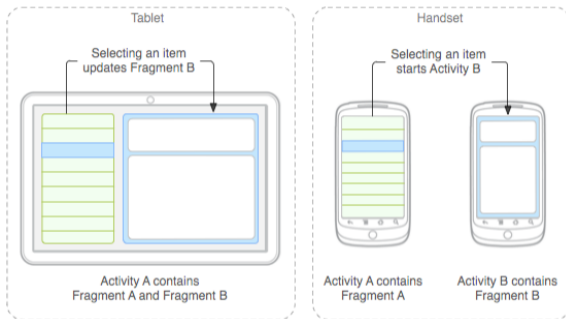 Tablet
Selecting an item
updates Fragment B
Activity A contains
Fragment A and Fragment B
Handset
Selecting an item
starts Activity B
Activity A contains
Fragment A
Activity B contains
Fragment B